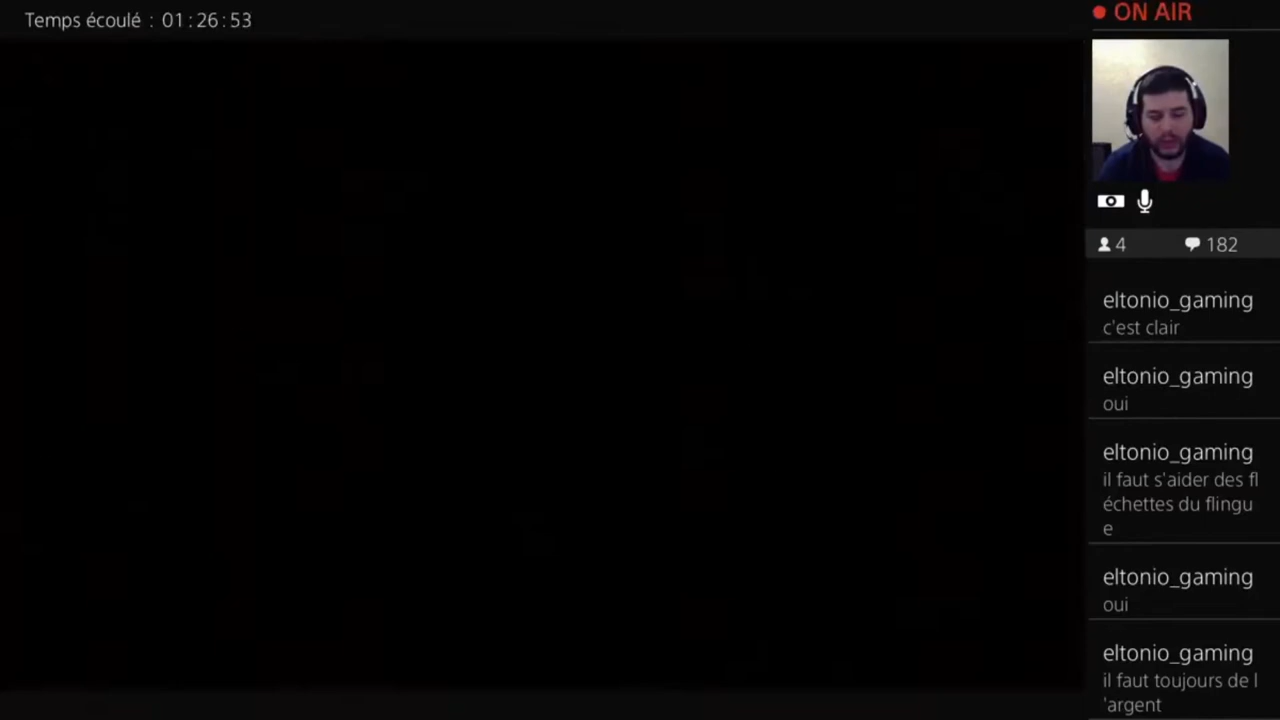 Temps écoulé : 01:26:53
ON AIR
4
182
eltonio_gaming
c'est clair
eltonio_gaming
oui
eltonio_gaming
il faut s'aider des fl
échettes du flingu
e
eltonio_gaming
oui
eltonio_gaming
il faut toujours de l
'argent